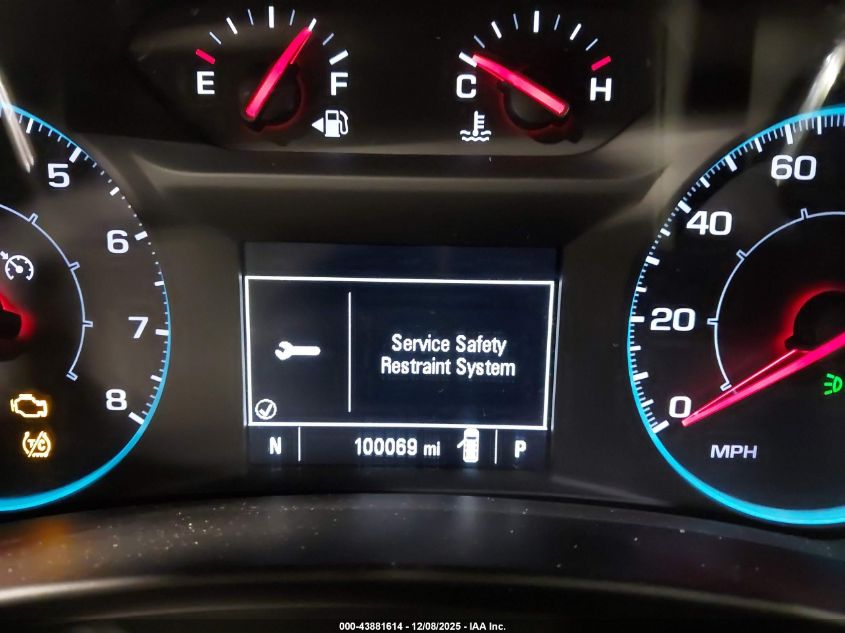 E F C H
5
6
7
8
60
40
20
0
MPH
Service Safety
Restraint System
N 100069 mi P
T/C
000-43881614 - 12/08/2025 - IAA Inc.